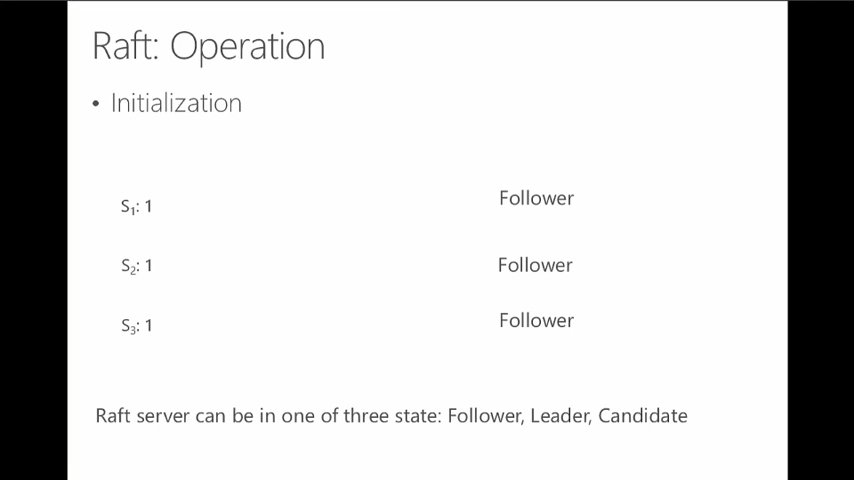 Raft: Operation
• Initialization
S₁: 1 Follower
S₂: 1 Follower
S₃: 1 Follower
Raft server can be in one of three state: Follower, Leader, Candidate